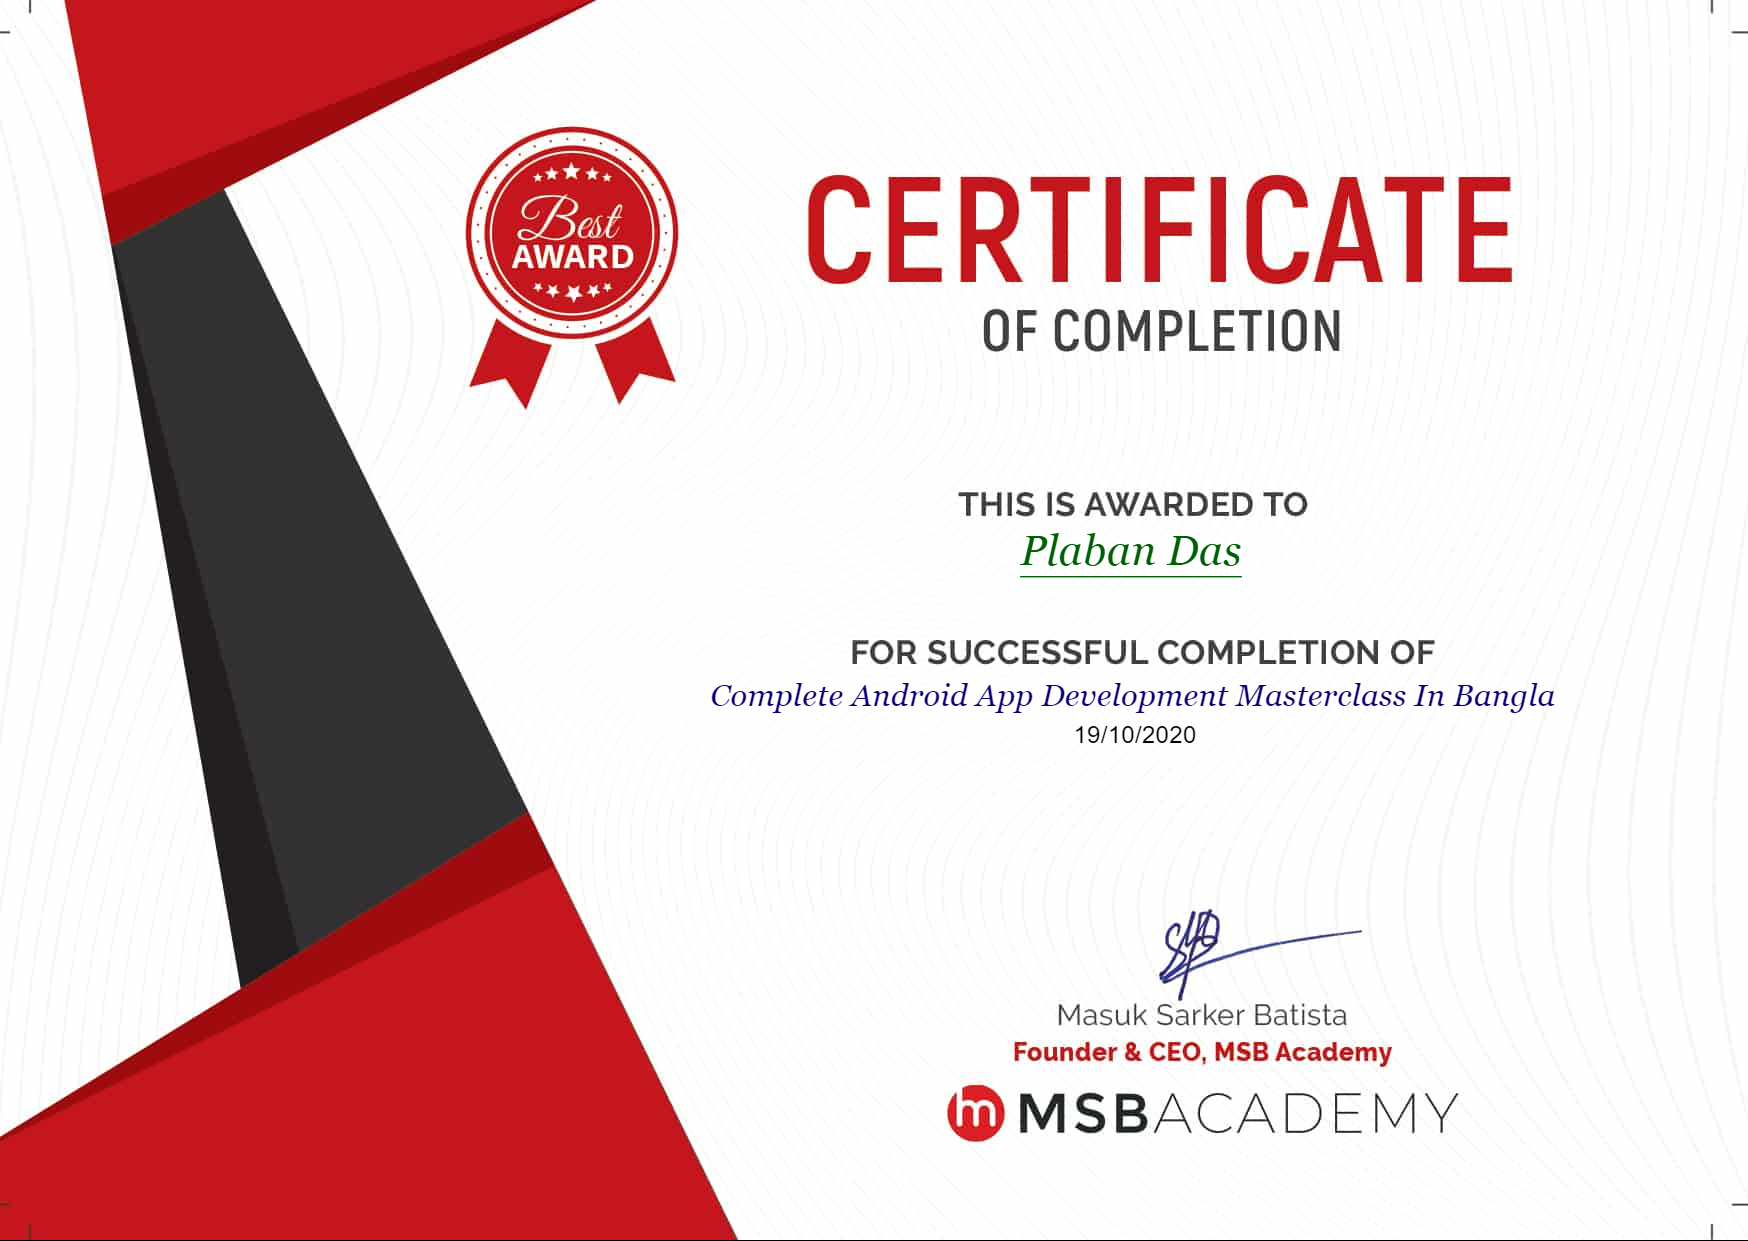 Best
AWARD
CERTIFICATE
OF COMPLETION
THIS IS AWARDED TO
Plaban Das
FOR SUCCESSFUL COMPLETION OF
Complete Android App Development Masterclass In Bangla
19/10/2020
Masuk Sarker Batista
Founder & CEO, MSB Academy
m MSBACADEMY